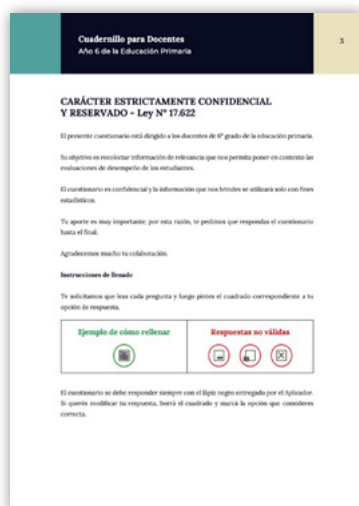 Cuadernillo para Docentes
Año 6 de la Educación Primaria
3
CARÁCTER ESTRICTAMENTE CONFIDENCIAL
Y RESERVADO – Ley N° 17.622
El presente cuestionario está dirigido a los docentes de 6° grado de la educación primaria.
Su objetivo es recolectar información de relevancia que nos permita poner en contexto las
evaluaciones de desempeño de los estudiantes.
El cuestionario es confidencial y la información que nos brindes se utilizará solo con fines
estadísticos.
Tu aporte es muy importante; por esta razón, te pedimos que respondas el cuestionario
hasta el final.
Agradecemos mucho tu colaboración.
Instrucciones de llenado
Te solicitamos que leas cada pregunta y luego pintes el cuadrado correspondiente a tu
opción de respuesta.
Ejemplo de cómo rellenar
Respuestas no válidas
El cuestionario se debe responder siempre con el lápiz negro entregado por el Aplicador.
Si querés modificar tu respuesta, borrá el cuadrado y marcá la opción que consideres
correcta.